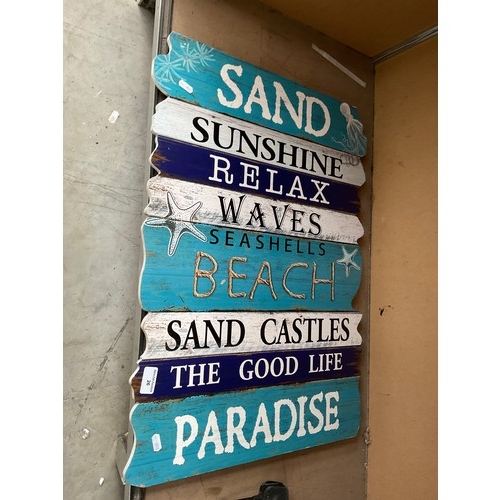 SAND
SUNSHINE
RELAX
WAVES
SEASHELLS
BEACH
SAND CASTLES
THE GOOD LIFE
PARADISE